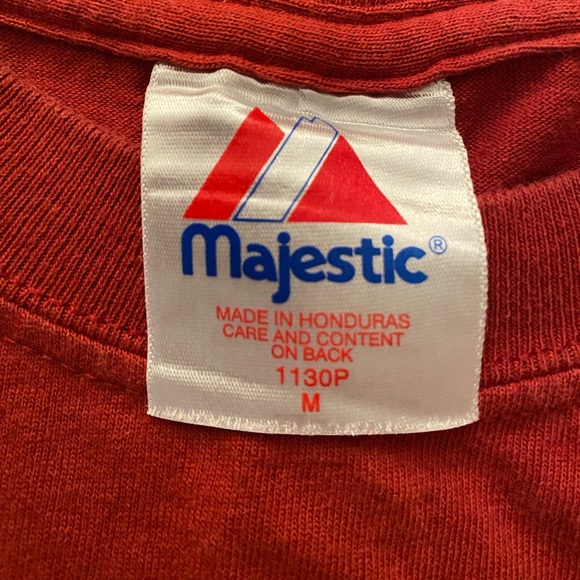 Majestic®
MADE IN HONDURAS
CARE AND CONTENT
ON BACK
1130P
M